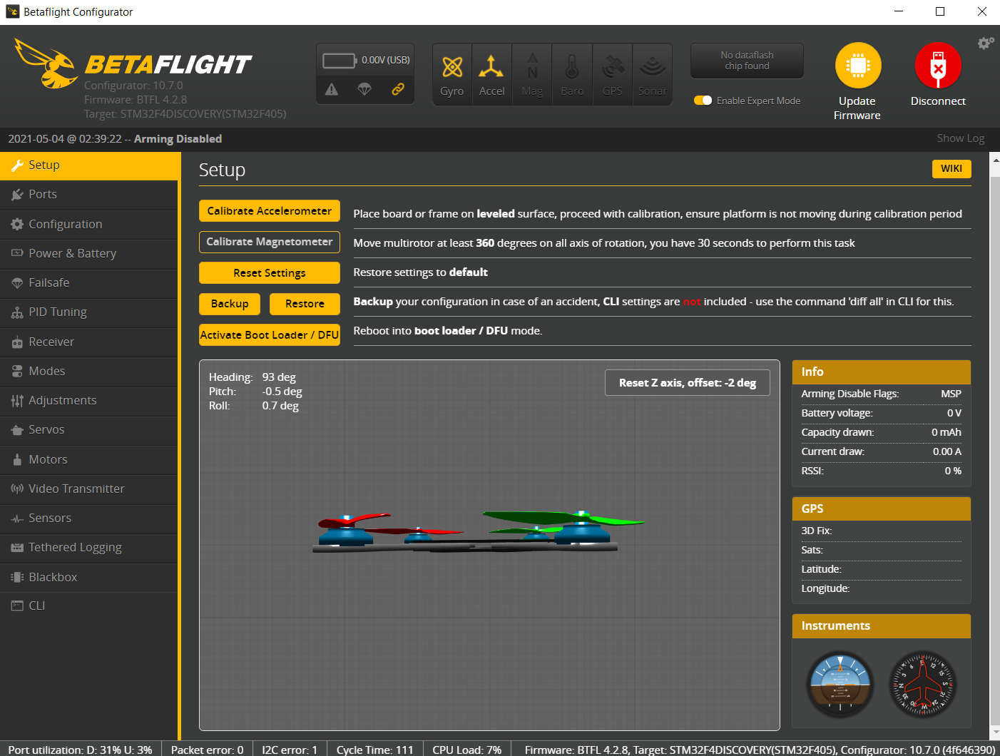 Betaflight Configurator
BETAFLIGHT
Configurator: 10.7.0
Firmware: BTFL 4.2.8
Target: STM32F4DISCOVERY(STM32F405)
0.00V (USB)
Gyro
Accel
Mag
Baro
GPS
Sonar
No dataflash
chip found
Enable Expert Mode
Update
Firmware
Disconnect
2021-05-04 @ 02:39:22 -- Arming Disabled
Show Log
Setup
Ports
Configuration
Power & Battery
Failsafe
PID Tuning
Receiver
Modes
Adjustments
Servos
Motors
Video Transmitter
Sensors
Tethered Logging
Blackbox
CLI
Setup
WIKI
Calibrate Accelerometer
Place board or frame on leveled surface, proceed with calibration, ensure platform is not moving during calibration period
Calibrate Magnetometer
Move multirotor at least 360 degrees on all axis of rotation, you have 30 seconds to perform this task
Reset Settings
Restore settings to default
Backup
Restore
Backup your configuration in case of an accident, CLI settings are not included - use the command 'diff all' in CLI for this.
Activate Boot Loader / DFU
Reboot into boot loader / DFU mode.
Heading: 93 deg
Pitch: -0.5 deg
Roll: 0.7 deg
Reset Z axis, offset: -2 deg
Info
Arming Disable Flags: MSP
Battery voltage: 0 V
Capacity drawn: 0 mAh
Current draw: 0.00 A
RSSI: 0 %
GPS
3D Fix:
Sats:
Latitude:
Longitude:
Instruments
N 3 6 E 12 15 S 21 24 W 30 33
Port utilization: D: 31% U: 3%
Packet error: 0
I2C error: 1
Cycle Time: 111
CPU Load: 7%
Firmware: BTFL 4.2.8, Target: STM32F4DISCOVERY(STM32F405), Configurator: 10.7.0 (4f646390)